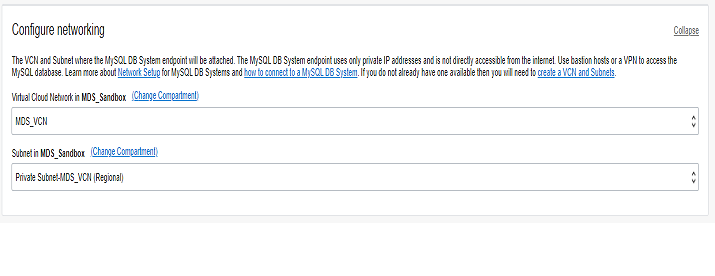 Configure networking
Collapse
The VCN and Subnet where the MySQL DB System endpoint will be attached. The MySQL DB System endpoint uses only private IP addresses and is not directly accessible from the internet. Use bastion hosts or a VPN to access the
MySQL database. Learn more about Network Setup for MySQL DB Systems and how to connect to a MySQL DB System. If you do not already have one available then you will need to create a VCN and Subnets.
Virtual Cloud Network in MDS_Sandbox (Change Compartment)
MDS_VCN
Subnet in MDS_Sandbox (Change Compartment)
Private Subnet-MDS_VCN (Regional)